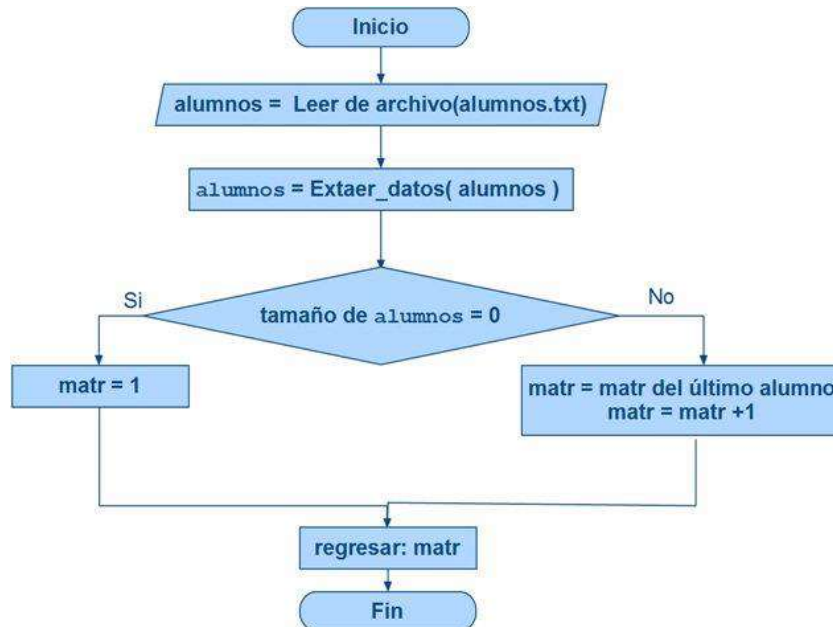 Inicio
alumnos = Leer de archivo(alumnos.txt)
alumnos = Extaer_datos( alumnos )
Si
tamaño de alumnos = 0
No
matr = 1
matr = matr del último alumno
matr = matr +1
regresar: matr
Fin